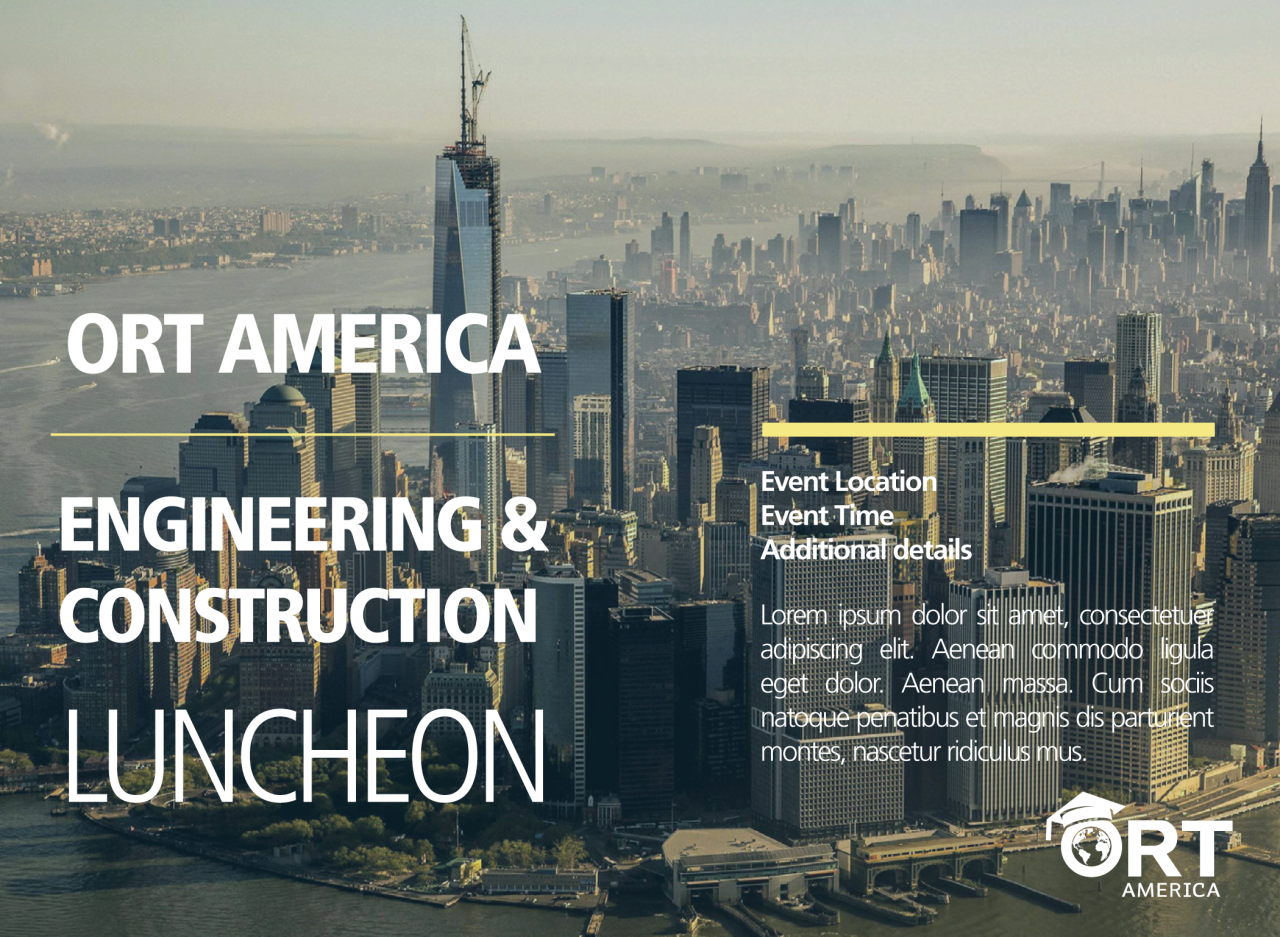 ORT AMERICA
ENGINEERING &
CONSTRUCTION
LUNCHEON
Event Location
Event Time
Additional details
Lorem ipsum dolor sit amet, consectetuer
adipiscing elit. Aenean commodo ligula
eget dolor. Aenean massa. Cum sociis
natoque penatibus et magnis dis parturient
montes, nascetur ridiculus mus.
ORT
AMERICA